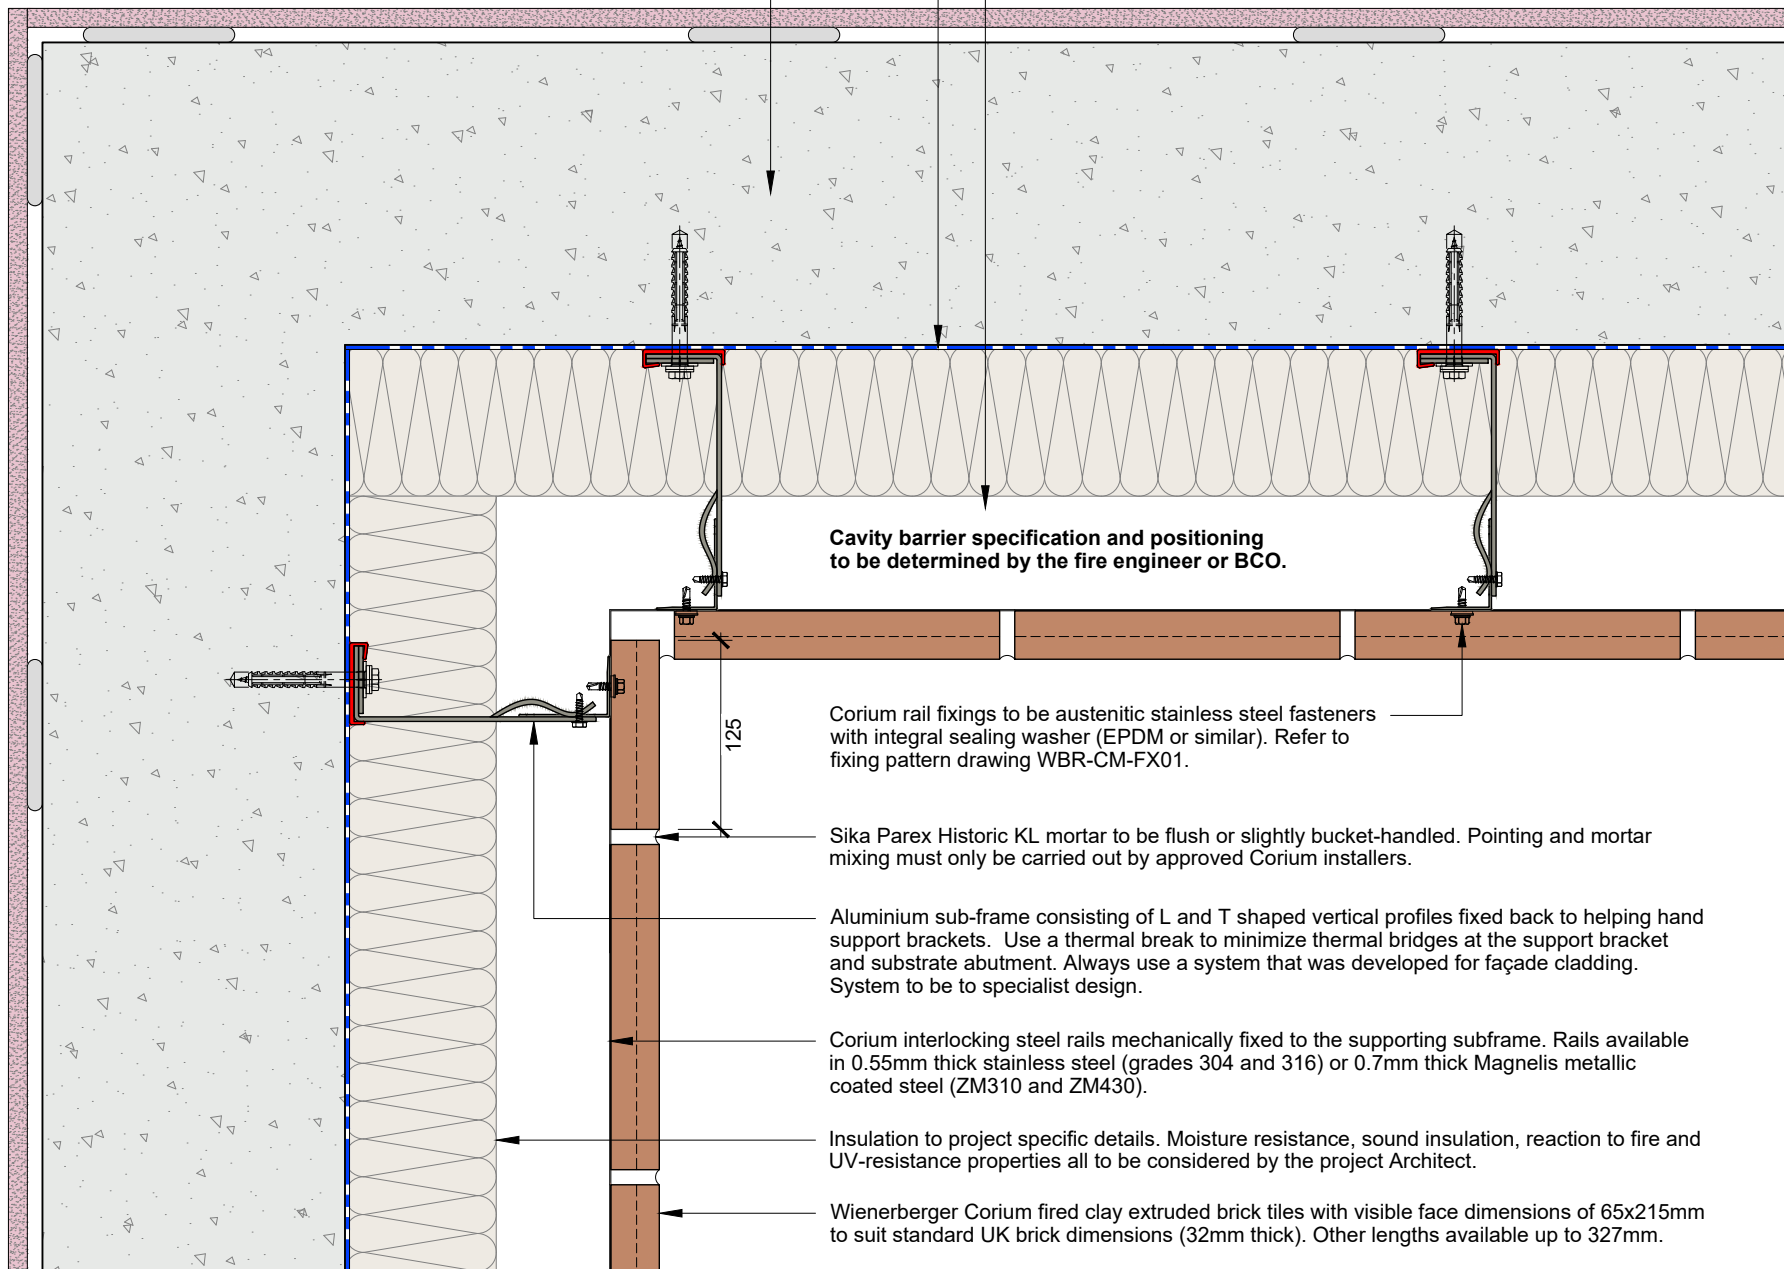 Cavity barrier specification and positioning
to be determined by the fire engineer or BCO.
Corium rail fixings to be austenitic stainless steel fasteners
with integral sealing washer (EPDM or similar). Refer to
fixing pattern drawing WBR-CM-FX01.
125
Sika Parex Historic KL mortar to be flush or slightly bucket-handled. Pointing and mortar
mixing must only be carried out by approved Corium installers.
Aluminium sub-frame consisting of L and T shaped vertical profiles fixed back to helping hand
support brackets. Use a thermal break to minimize thermal bridges at the support bracket
and substrate abutment. Always use a system that was developed for façade cladding.
System to be to specialist design.
Corium interlocking steel rails mechanically fixed to the supporting subframe. Rails available
in 0.55mm thick stainless steel (grades 304 and 316) or 0.7mm thick Magnelis metallic
coated steel (ZM310 and ZM430).
Insulation to project specific details. Moisture resistance, sound insulation, reaction to fire and
UV-resistance properties all to be considered by the project Architect.
Wienerberger Corium fired clay extruded brick tiles with visible face dimensions of 65x215mm
to suit standard UK brick dimensions (32mm thick). Other lengths available up to 327mm.